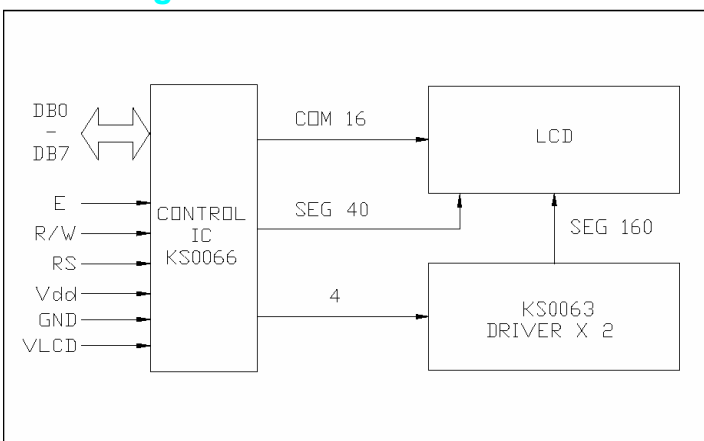 DB0
-
DB7
E
R/W
RS
Vdd
GND
VLCD
CONTROL
IC
KS0066
COM 16
SEG 40
4
LCD
SEG 160
KS0063
DRIVER X 2